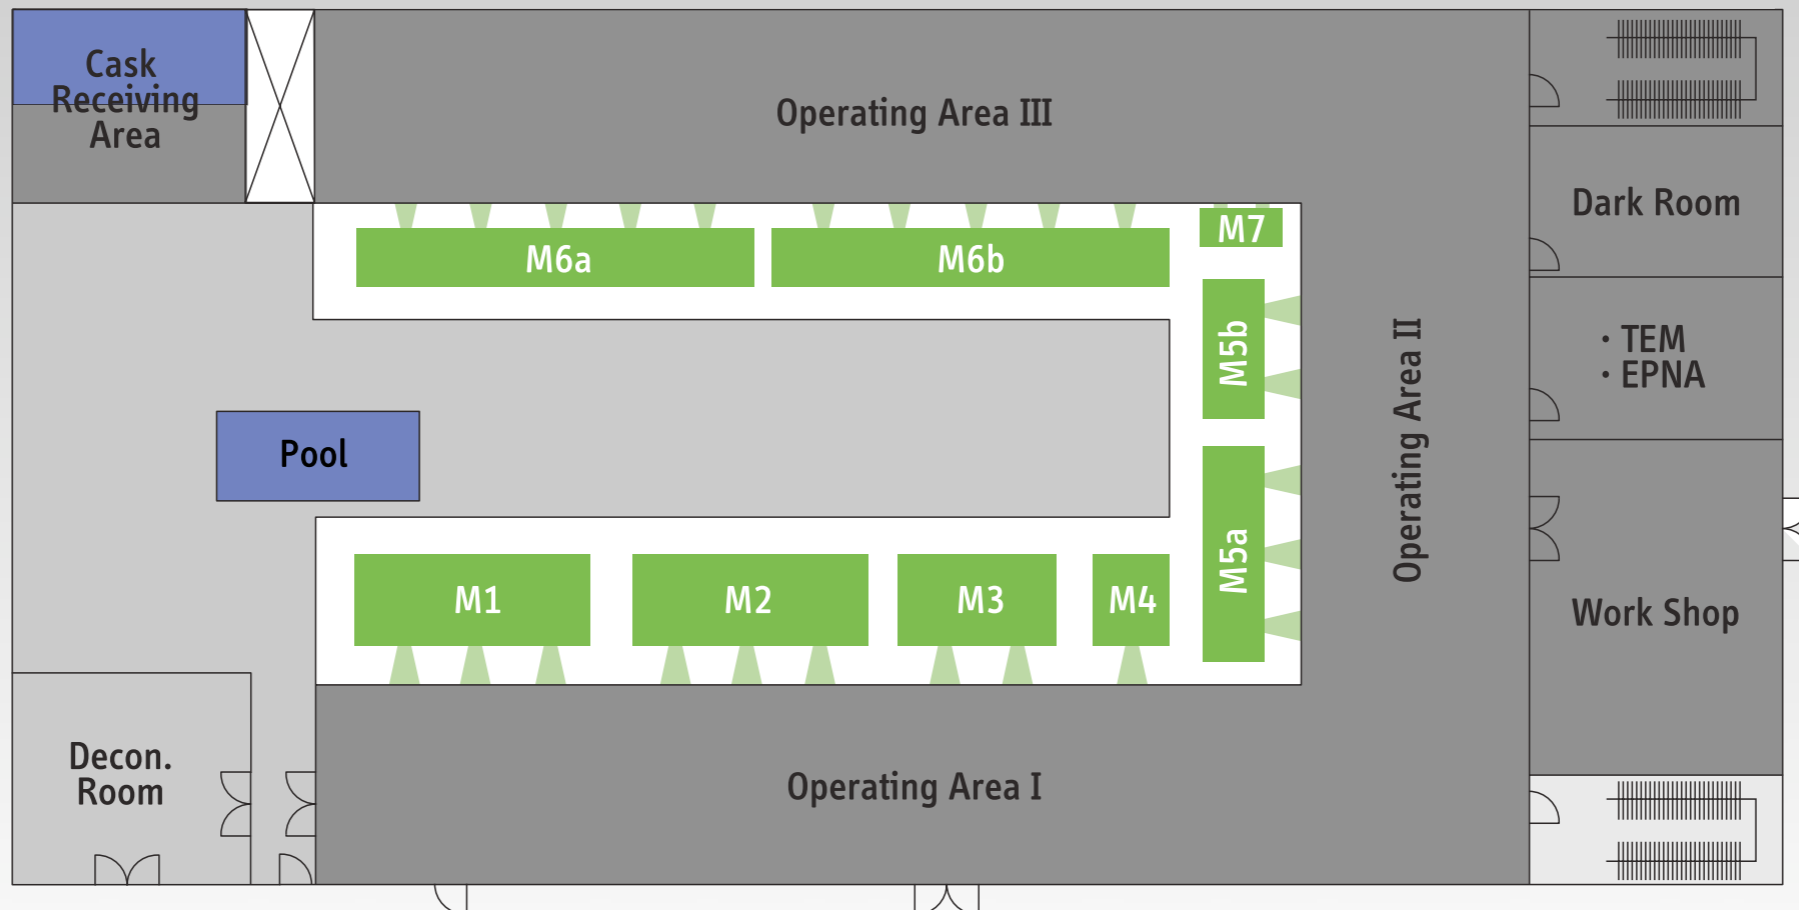 Cask
Receiving
Area
Operating Area III
Dark Room
M7
M6a
M6b
M5b
• TEM
• EPNA
Operating Area II
Pool
M5a
M1
M2
M3
M4
Work Shop
Decon.
Room
Operating Area I